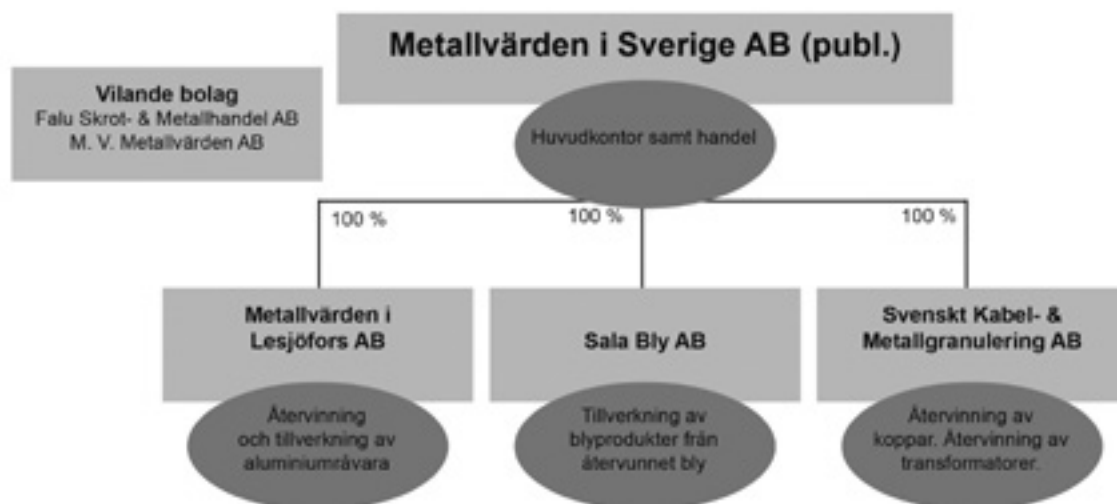 Metallvärden i Sverige AB (publ.)
Vilande bolag
Falu Skrot- & Metallhandel AB
M. V. Metallvärden AB
Huvudkontor samt handel
100 %
100 %
100 %
Metallvärden i
Lesjöfors AB
Återvinning
och tillverkning av
aluminiumråvara
Sala Bly AB
Tillverkning av
blyprodukter från
återvunnet bly
Svenskt Kabel- &
Metallgranulering AB
Återvinning av
koppar. Återvinning av
transformatorer.